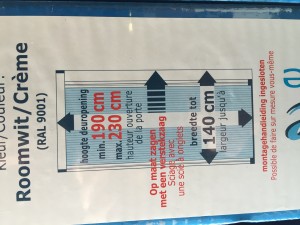 Kleur/Couleur:
Roomwit/Crème
(RAL 9001)
hoogte deuropening
min. 190 cm
max. 230 cm
hauteur ouverture
de la porte
Op maat zagen
met een verstekzaag
Sciage avec
une scie à onglets
breedte tot
140 cm
largeur jusqu'à
montagehandleiding ingesloten
Possible de faire sur mesure vous-même